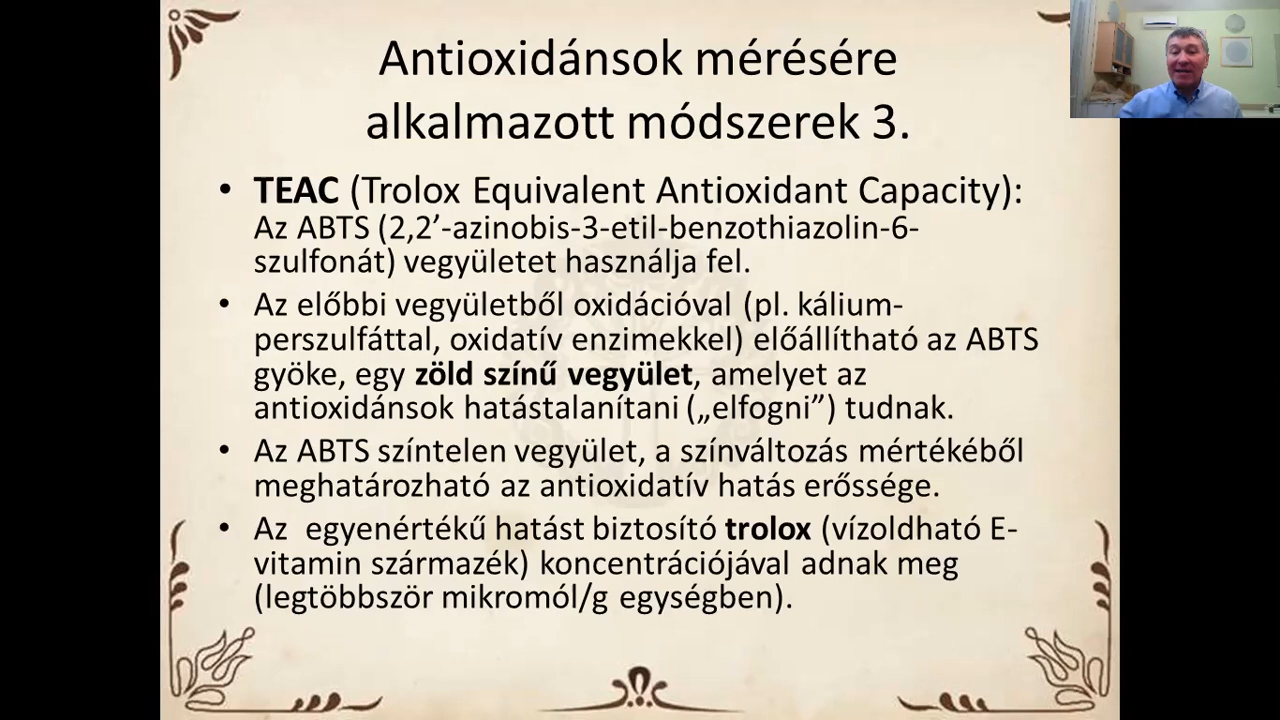 Antioxidánsok mérésére
alkalmazott módszerek 3.
• TEAC (Trolox Equivalent Antioxidant Capacity):
Az ABTS (2,2’-azinobis-3-etil-benzothiazolin-6-
szulfonát) vegyületet használja fel.
• Az előbbi vegyületből oxidációval (pl. kálium-
perszulfáttal, oxidatív enzimekkel) előállítható az ABTS
gyöke, egy zöld színű vegyület, amelyet az
antioxidánsok hatástalanítani („elfogni”) tudnak.
• Az ABTS színtelen vegyület, a színváltozás mértékéből
meghatározható az antioxidatív hatás erőssége.
• Az egyenértékű hatást biztosító trolox (vízoldható E-
vitamin származék) koncentrációjával adnak meg
(legtöbbször mikromól/g egységben).